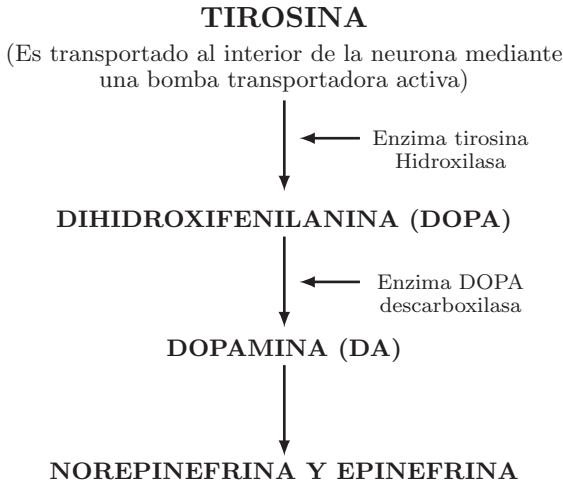 TIROSINA
(Es transportado al interior de la neurona mediante
una bomba transportadora activa)
Enzima tirosina
Hidroxilasa
DIHIDROXIFENILANINA (DOPA)
Enzima DOPA
descarboxilasa
DOPAMINA (DA)
NOREPINEFRINA Y EPINEFRINA